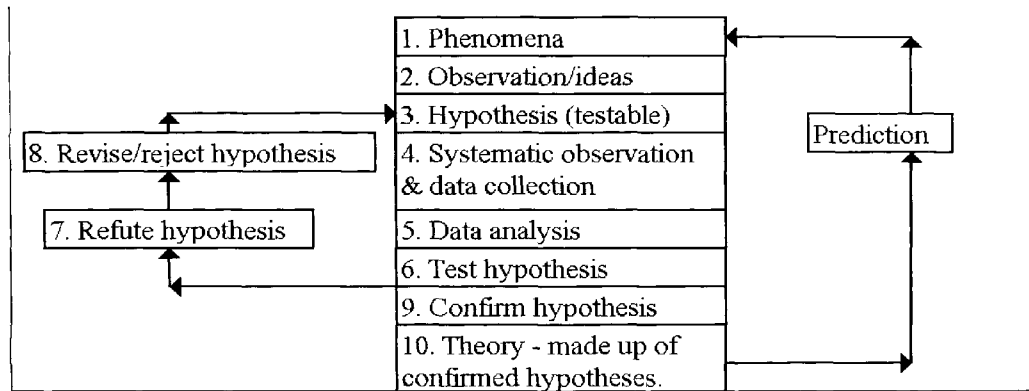 1. Phenomena
2. Observation/ideas
3. Hypothesis (testable)
8. Revise/reject hypothesis
4. Systematic observation
& data collection
Prediction
7. Refute hypothesis
5. Data analysis
6. Test hypothesis
9. Confirm hypothesis
10. Theory - made up of
confirmed hypotheses.